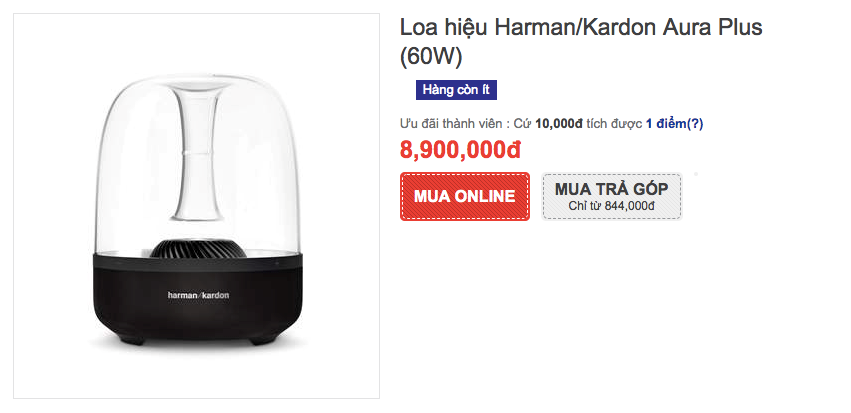 Loa hiệu Harman/Kardon Aura Plus
(60W)
Hàng còn ít
Ưu đãi thành viên : Cứ 10,000đ tích được 1 điểm(?)
8,900,000đ
MUA ONLINE
MUA TRẢ GÓP
Chỉ từ 844,000đ
harman/kardon